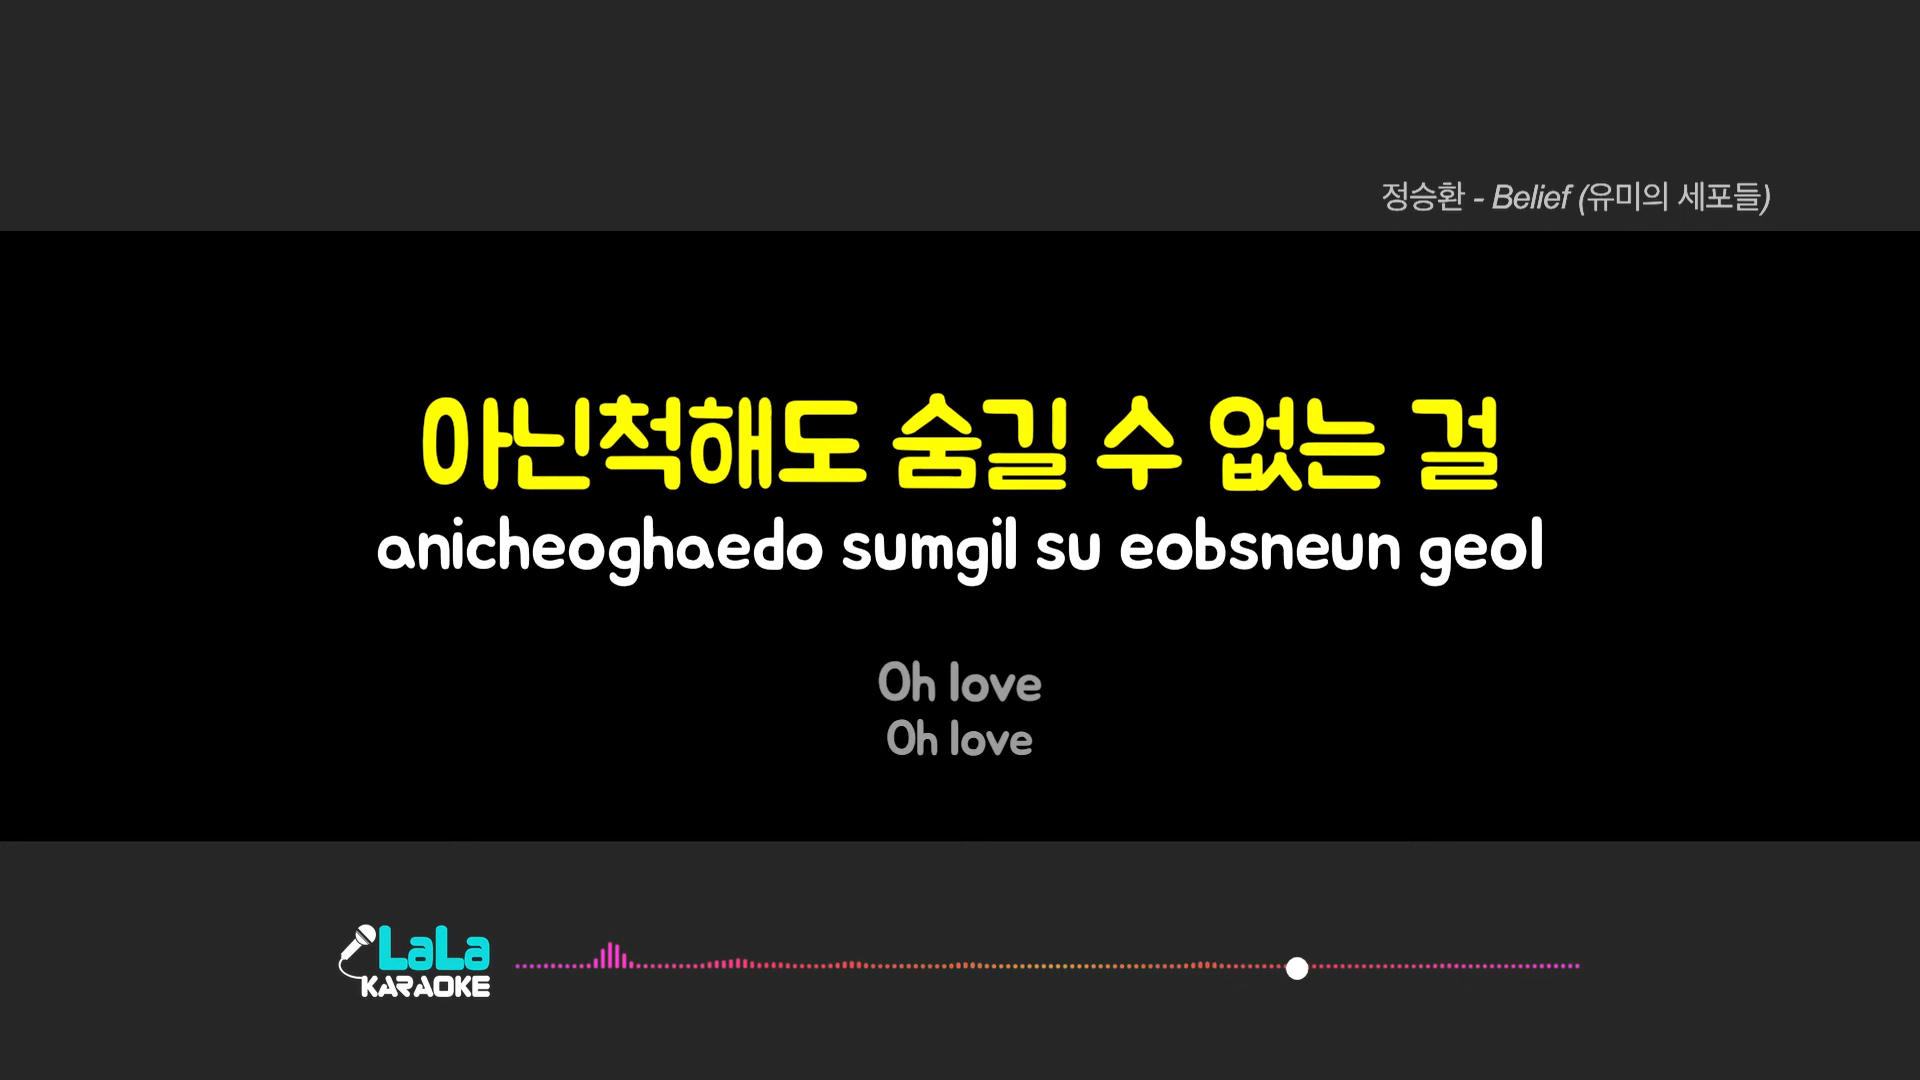 정승환 - Belief (유미의 세포들)
아닌척해도 숨길 수 없는 걸
anicheoghaedo sumgil su eobsneun geol
Oh love
Oh love
LaLa
KARAOKE